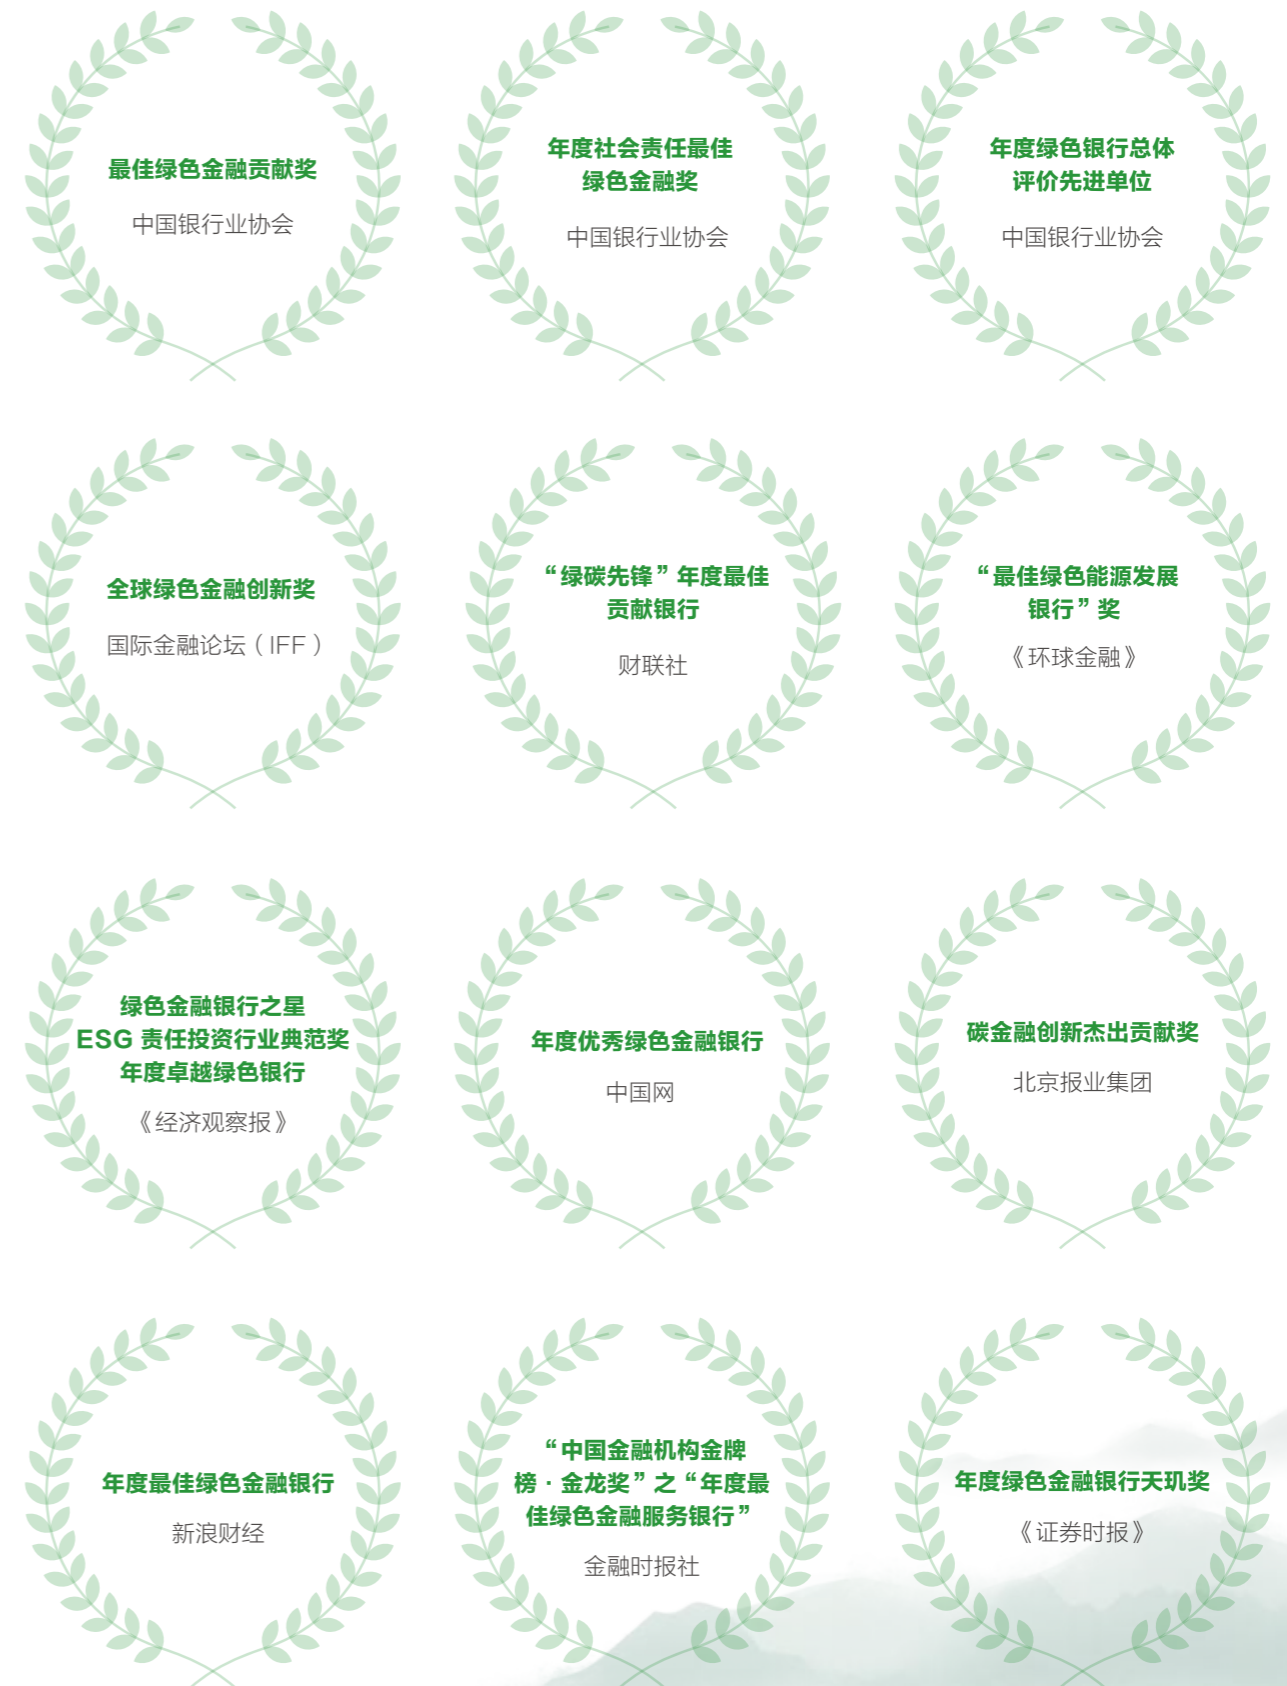 最佳绿色金融贡献奖
中国银行业协会
年度社会责任最佳
绿色金融奖
中国银行业协会
年度绿色银行总体
评价先进单位
中国银行业协会
全球绿色金融创新奖
国际金融论坛（IFF）
“绿碳先锋”年度最佳
贡献银行
财联社
“最佳绿色能源发展
银行”奖
《环球金融》
绿色金融银行之星
ESG 责任投资行业典范奖
年度卓越绿色银行
《经济观察报》
年度优秀绿色金融银行
中国网
碳金融创新杰出贡献奖
北京报业集团
年度最佳绿色金融银行
新浪财经
“中国金融机构金牌
榜·金龙奖”之“年度最
佳绿色金融服务银行”
金融时报社
年度绿色金融银行天玑奖
《证券时报》